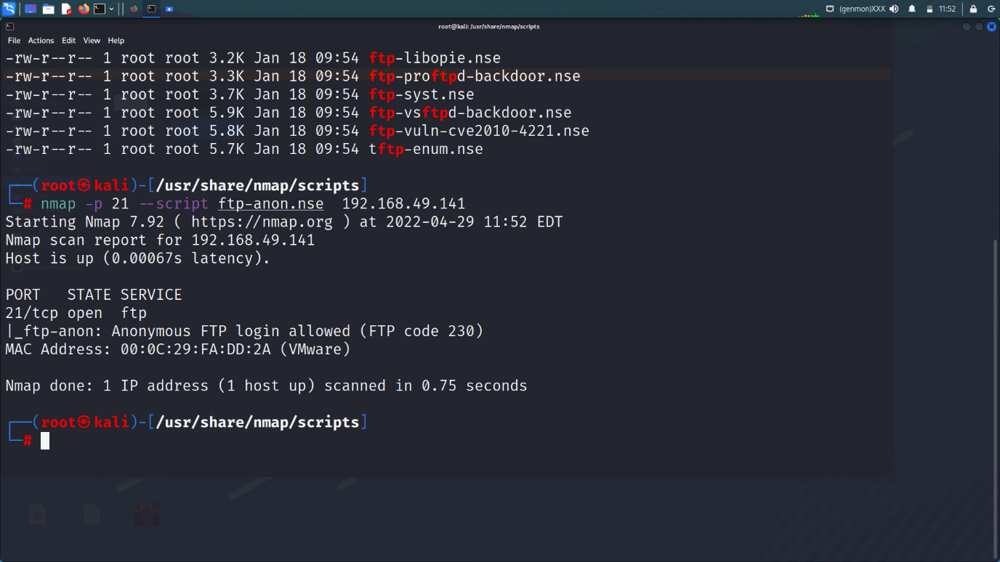 (genmon)XXX 11:52
root@kali: /usr/share/nmap/scripts
File Actions Edit View Help
-rw-r--r-- 1 root root 3.2K Jan 18 09:54 ftp-libopie.nse
-rw-r--r-- 1 root root 3.3K Jan 18 09:54 ftp-proftpd-backdoor.nse
-rw-r--r-- 1 root root 3.7K Jan 18 09:54 ftp-syst.nse
-rw-r--r-- 1 root root 5.9K Jan 18 09:54 ftp-vsftpd-backdoor.nse
-rw-r--r-- 1 root root 5.8K Jan 18 09:54 ftp-vuln-cve2010-4221.nse
-rw-r--r-- 1 root root 5.7K Jan 18 09:54 tftp-enum.nse
┌──(root㉿kali)-[/usr/share/nmap/scripts]
└─# nmap -p 21 --script ftp-anon.nse  192.168.49.141
Starting Nmap 7.92 ( https://nmap.org ) at 2022-04-29 11:52 EDT
Nmap scan report for 192.168.49.141
Host is up (0.00067s latency).
PORT   STATE SERVICE
21/tcp open  ftp
|_ftp-anon: Anonymous FTP login allowed (FTP code 230)
MAC Address: 00:0C:29:FA:DD:2A (VMware)
Nmap done: 1 IP address (1 host up) scanned in 0.75 seconds
┌──(root㉿kali)-[/usr/share/nmap/scripts]
└─#